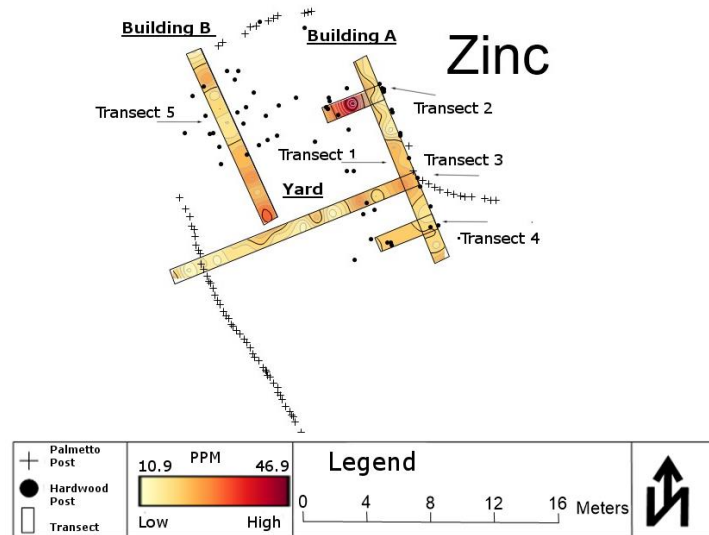 Building B
Building A
Zinc
Transect 5
Transect 2
Transect 1
Transect 3
Yard
Transect 4
Palmetto
Post
Hardwood
Post
Transect
10.9 PPM 46.9
Low High
Legend
0 4 8 12 16 Meters
N